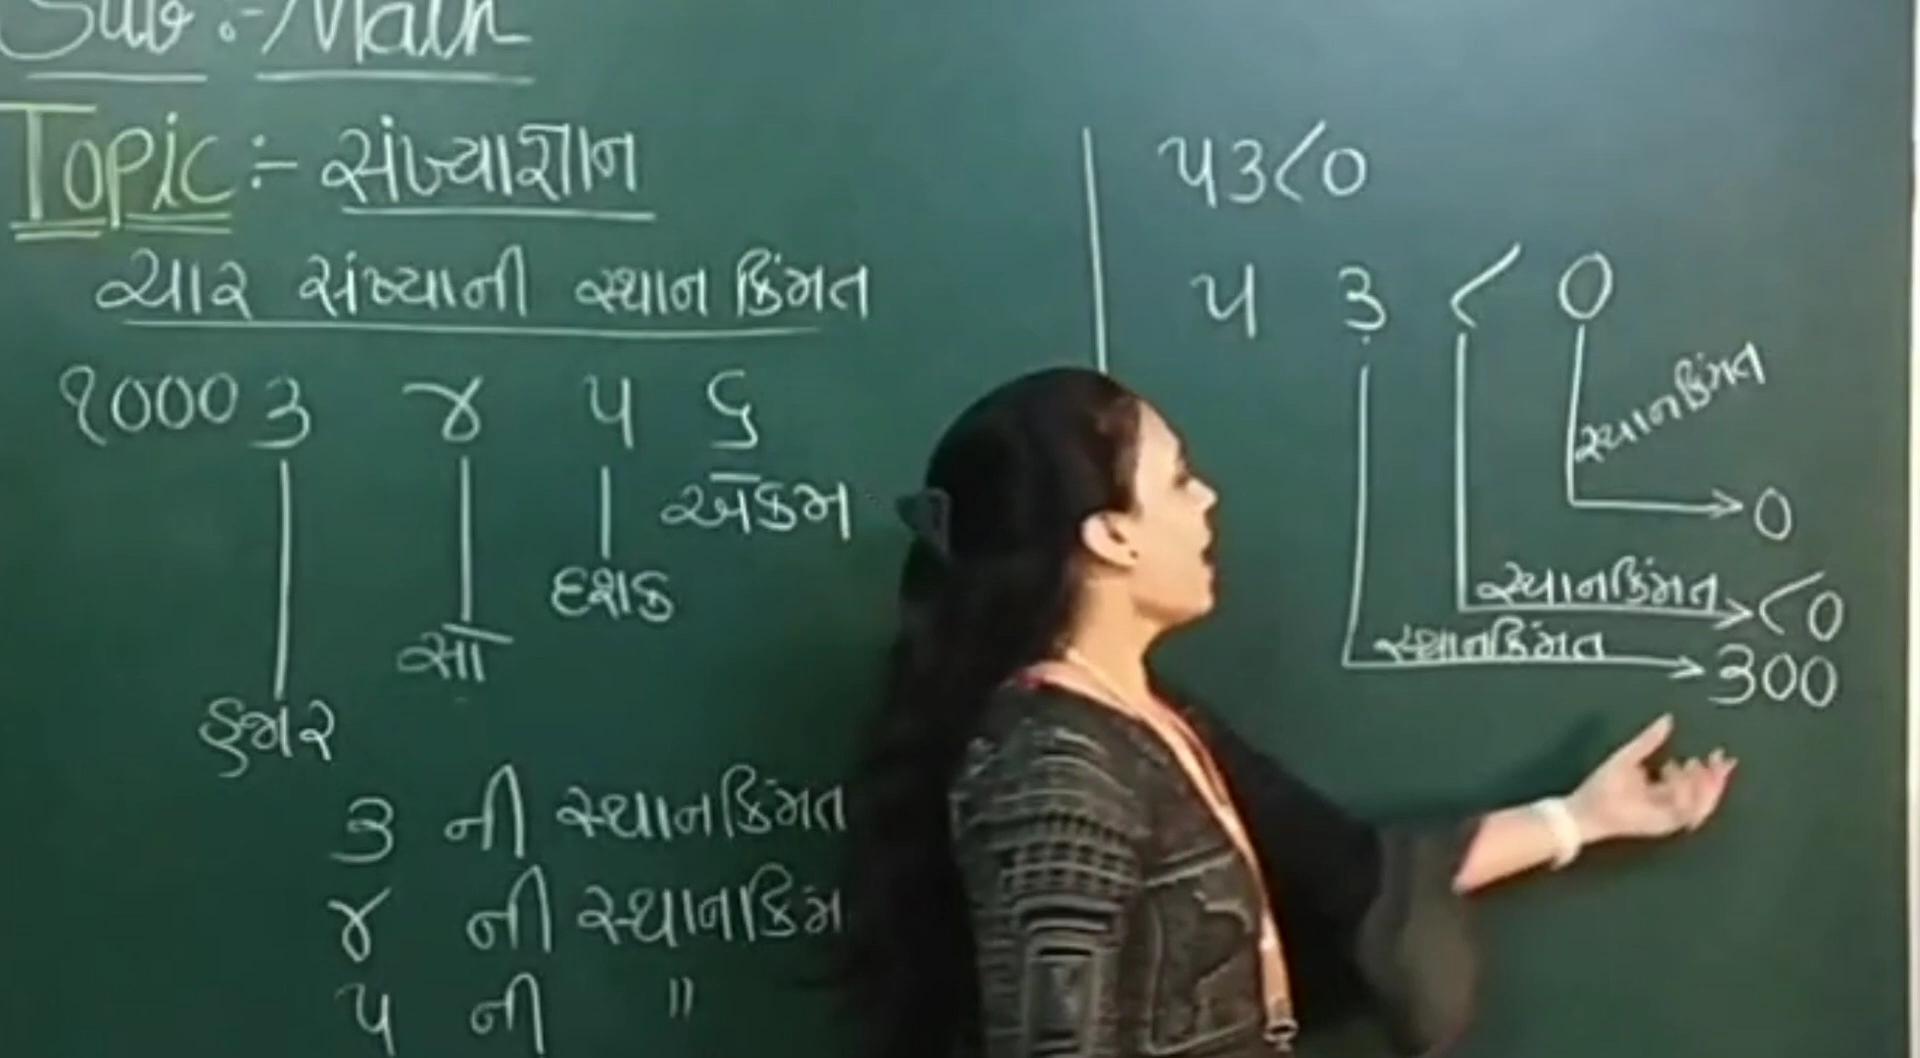 Sub :- Math
Topic :- સંખ્યાજ્ઞાન
ચાર સંખ્યાની સ્થાન કિંમત
૧૦૦૦ ૩ ૪ ૫ ૬
એકમ
દશક
સો
હજાર
૩ ની સ્થાનકિંમત
૪ ની સ્થાનકિંમ
૫ ની "
૫૩૮૦
૫ ૩ ૮ ૦
સ્થાનકિંમત
૦
સ્થાનકિંમત ૮૦
સ્થાનકિંમત ૩૦૦